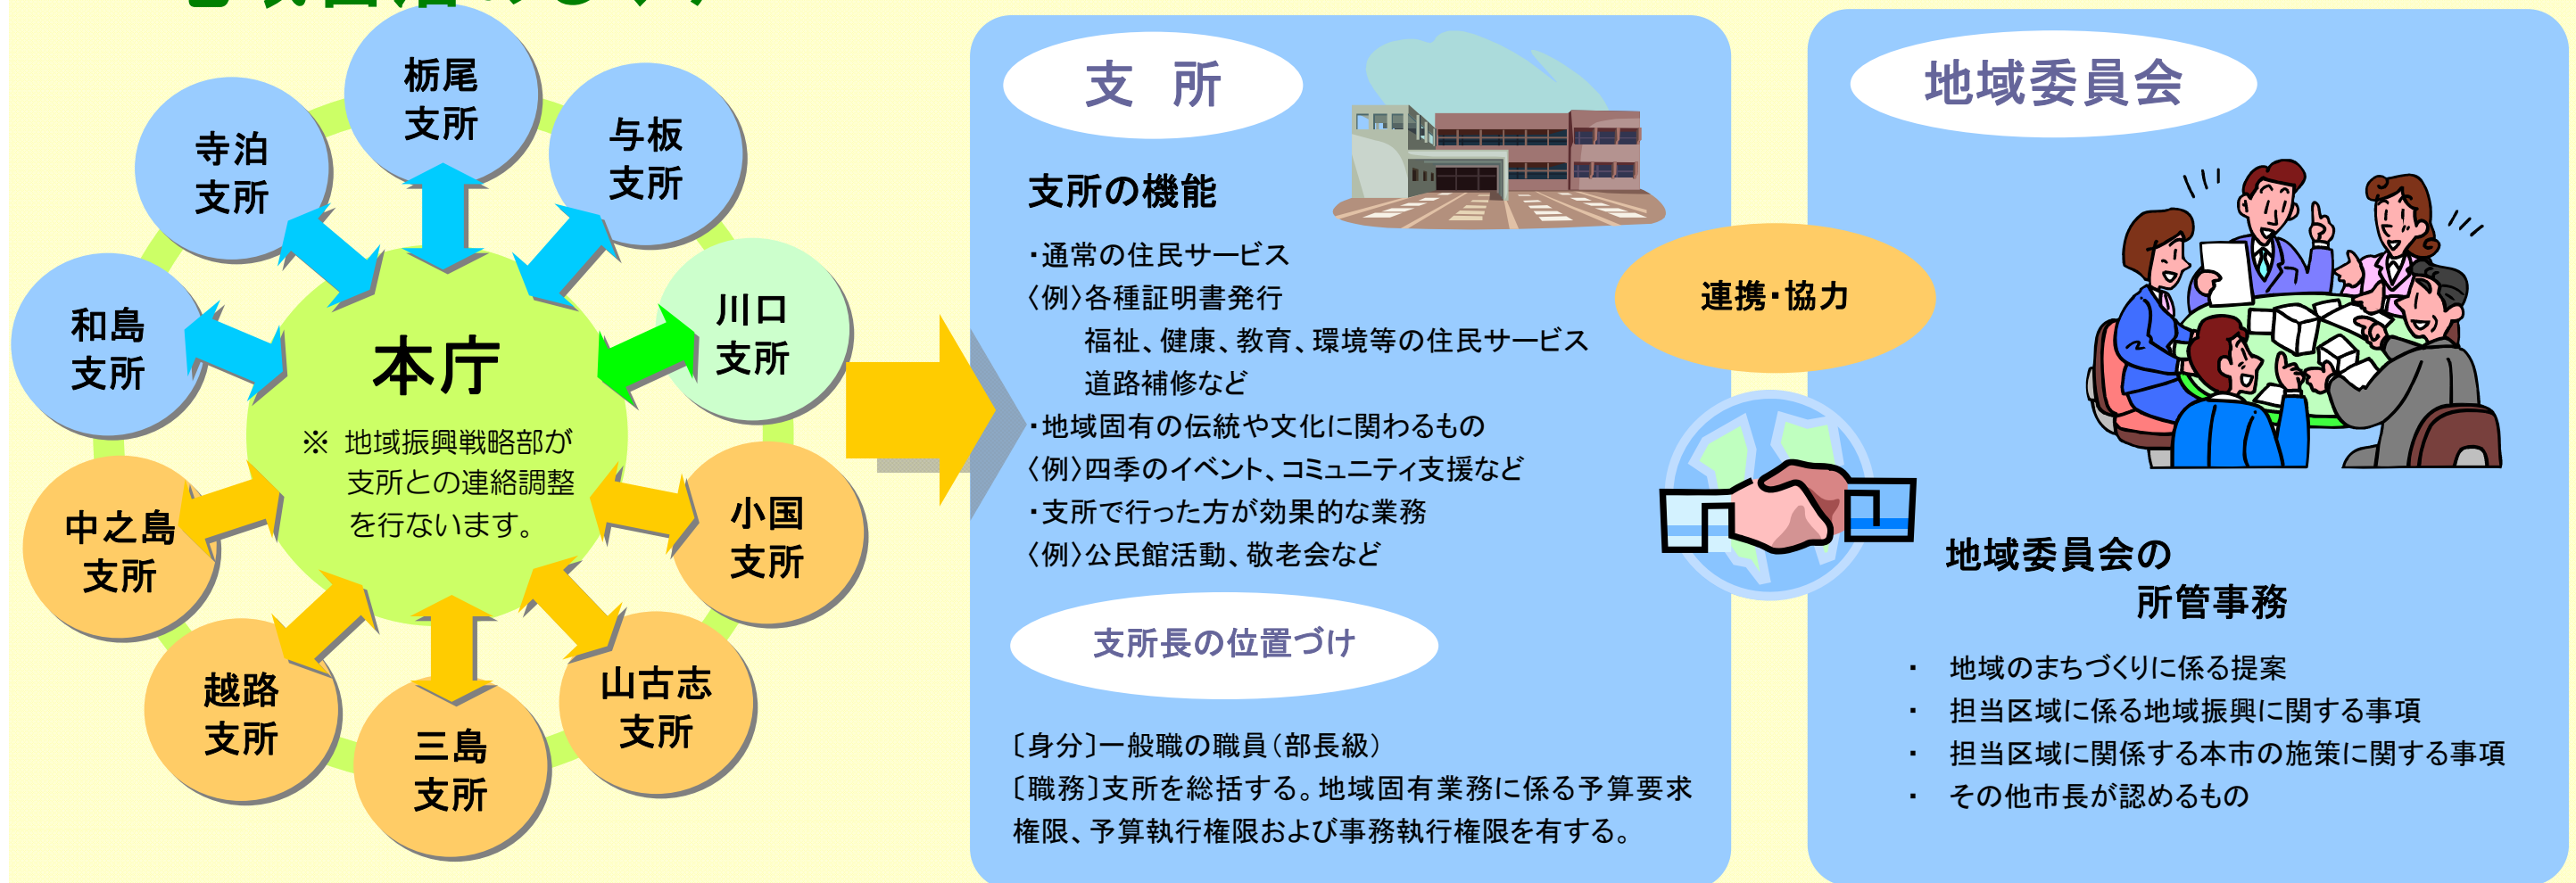 栃尾
支所
与板
支所
寺泊
支所
川口
支所
和島
支所
本庁
※ 地域振興戦略部が
支所との連絡調整
を行ないます。
小国
支所
中之島
支所
山古志
支所
越路
支所
三島
支所
支 所
支所の機能
・通常の住民サービス
〈例〉各種証明書発行
福祉、健康、教育、環境等の住民サービス
道路補修など
・地域固有の伝統や文化に関わるもの
〈例〉四季のイベント、コミュニティ支援など
・支所で行った方が効果的な業務
〈例〉公民館活動、敬老会など
支所長の位置づけ
〔身分〕一般職の職員(部長級)
〔職務〕支所を総括する。地域固有業務に係る予算要求
権限、予算執行権限および事務執行権限を有する。
連携・協力
地域委員会
地域委員会の
所管事務
・ 地域のまちづくりに係る提案
・ 担当区域に係る地域振興に関する事項
・ 担当区域に関係する本市の施策に関する事項
・ その他市長が認めるもの